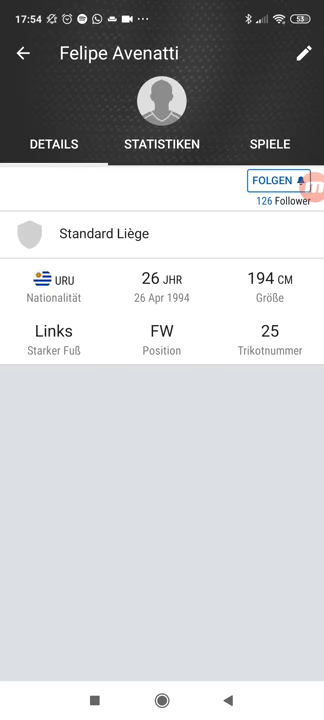 17:54 ... 53
Felipe Avenatti
DETAILS STATISTIKEN SPIELE
FOLGEN
126 Follower
Standard Liège
URU 26 JHR 194 CM
Nationalität 26 Apr 1994 Größe
Links FW 25
Starker Fuß Position Trikotnummer